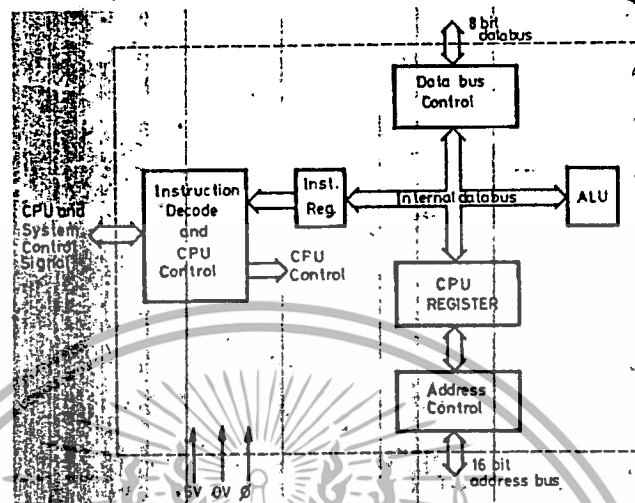 8 bit
databus
Data bus
Control
Instruction
Decode
and
CPU
Control
Inst.
Reg.
Internal databus
ALU
CPU and
System
Control
Signal
CPU
Control
CPU
REGISTER
Address
Control
5V 0V Ø
16 bit
address bus